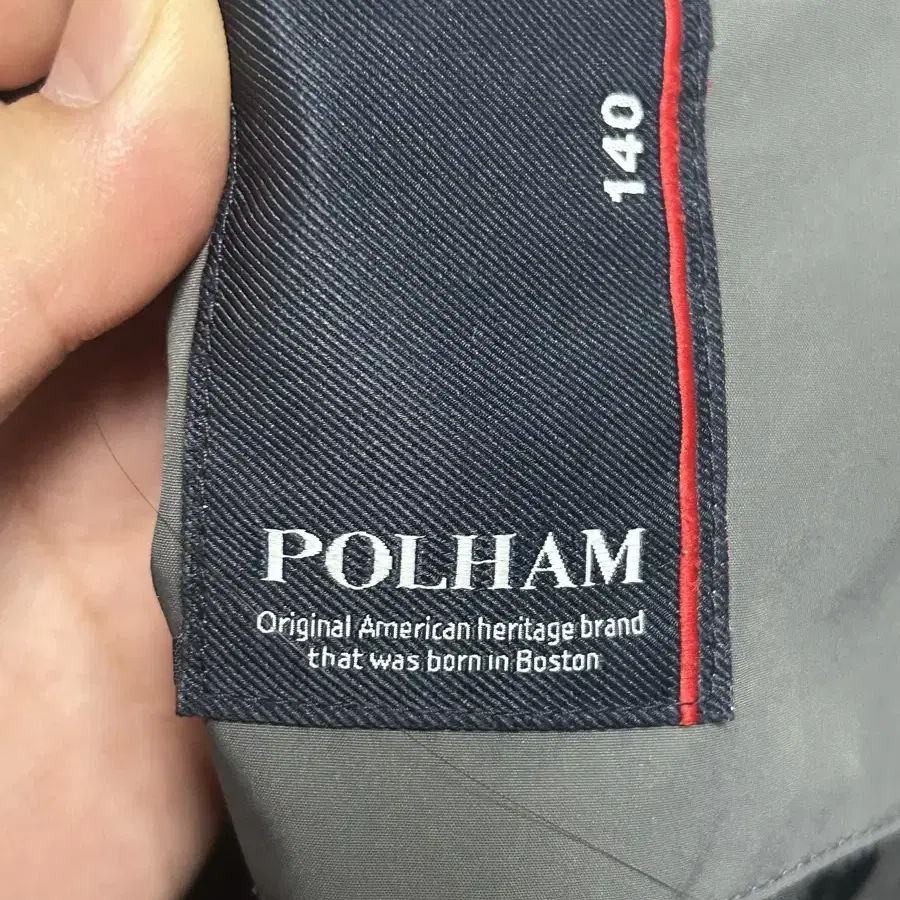 140
POLHAM
Original American heritage brand
that was born in Boston